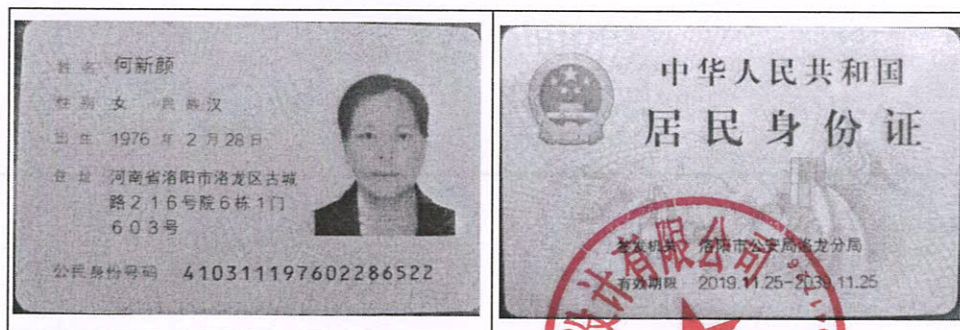 姓名 何新颜
性别 女 民族 汉
出生 1976 年 2 月 28 日
住址 河南省洛阳市洛龙区古城
路216号院6栋1门
603号
公民身份号码 410311197602286522
中华人民共和国
居民身份证
签发机关 洛阳市公安局洛龙分局
有效期限 2019.11.25-2039.11.25
设计有限公司